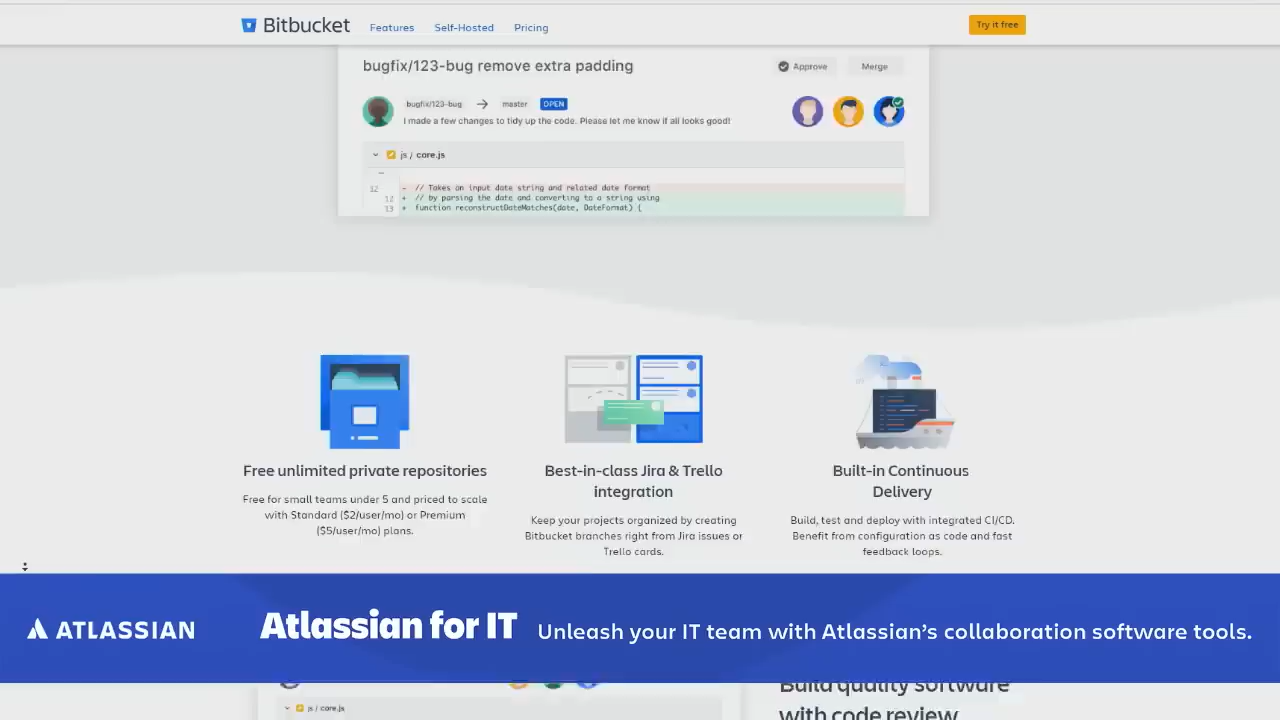 Bitbucket Features Self-Hosted Pricing Try it free
bugfix/123-bug remove extra padding
Approve Merge
bugfix/123-bug → master OPEN
I made a few changes to tidy up the code. Please let me know if all looks good!
js / core.js
12 - // Takes an input date string and related date format
12 + // by parsing the date and converting to a string using
13 + function reconstructDateMatches(date, DateFormat) {
Free unlimited private repositories
Free for small teams under 5 and priced to scale
with Standard ($2/user/mo) or Premium
($5/user/mo) plans.
Best-in-class Jira & Trello
integration
Keep your projects organized by creating
Bitbucket branches right from Jira issues or
Trello cards.
Built-in Continuous
Delivery
Build, test and deploy with integrated CI/CD.
Benefit from configuration as code and fast
feedback loops.
ATLASSIAN
Atlassian for IT Unleash your IT team with Atlassian's collaboration software tools.
Build quality software
with code review
js / core.js